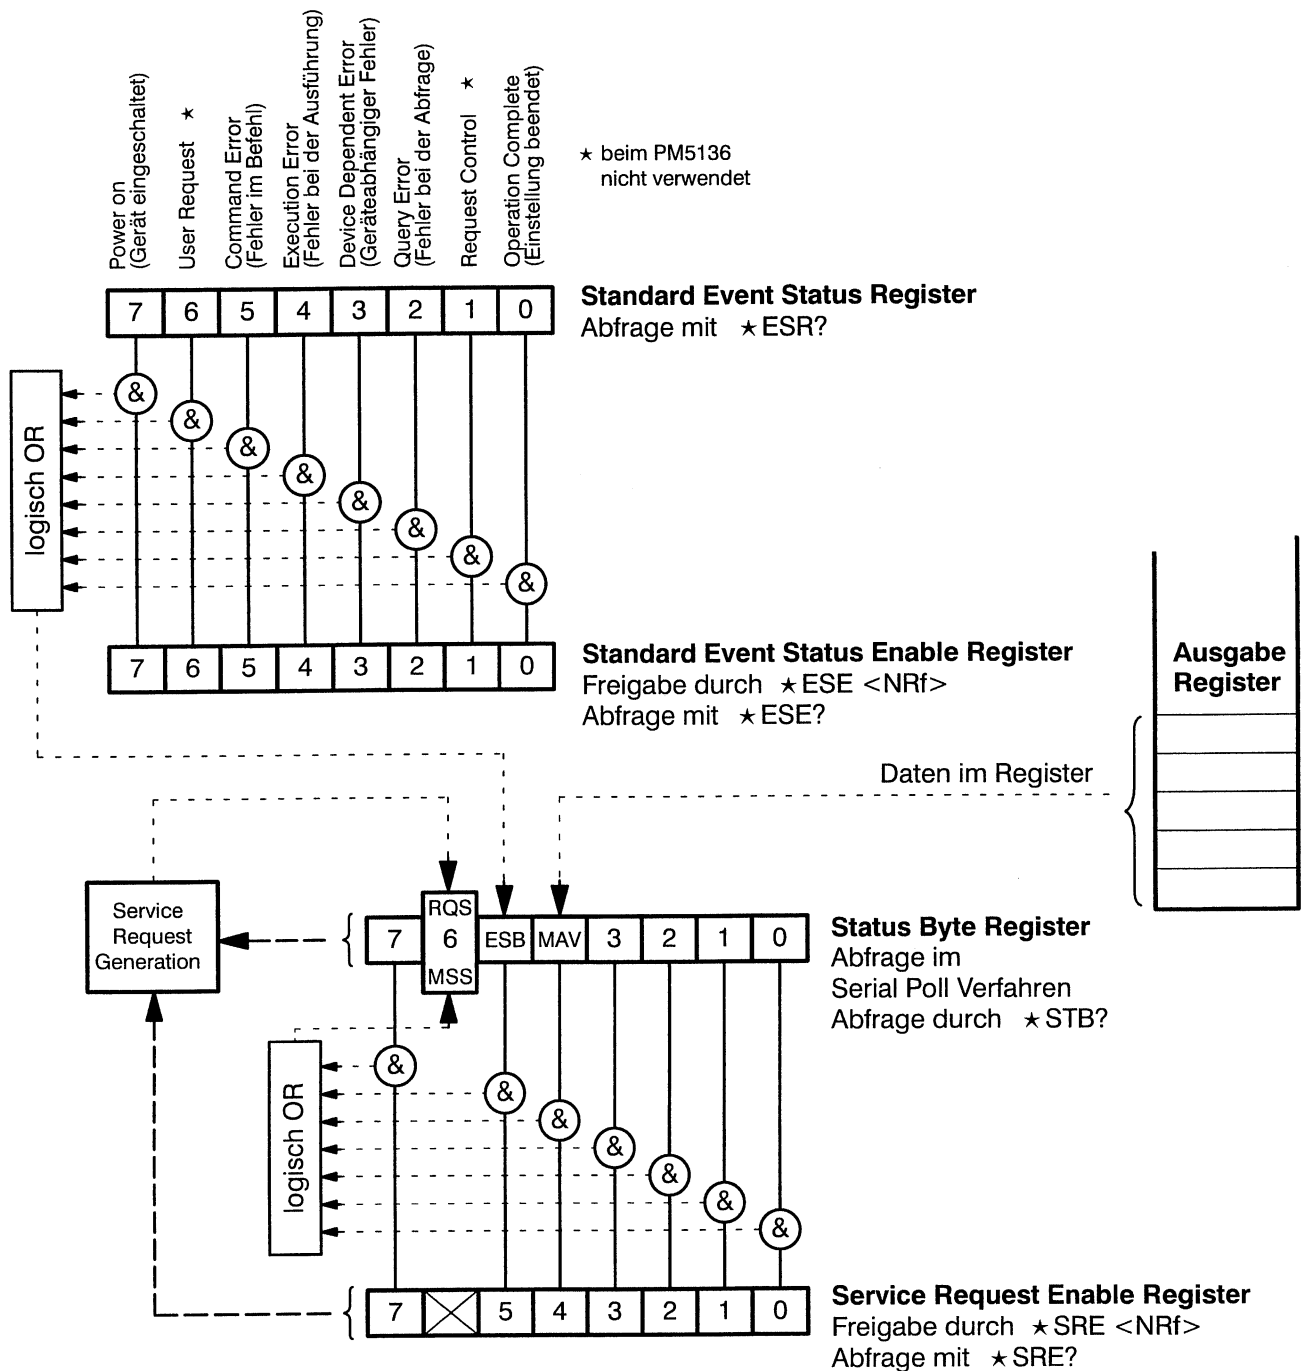 Power on
(Gerät eingeschaltet)
User Request ★
Command Error
(Fehler im Befehl)
Execution Error
(Fehler bei der Ausführung)
Device Dependent Error
(Geräteabhängiger Fehler)
Query Error
(Fehler bei der Abfrage)
Request Control ★
Operation Complete
(Einstellung beendet)
★ beim PM5136
nicht verwendet
7 6 5 4 3 2 1 0
Standard Event Status Register
Abfrage mit ★ESR?
logisch OR
&
&
&
&
&
&
&
&
7 6 5 4 3 2 1 0
Standard Event Status Enable Register
Freigabe durch ★ESE <NRf>
Abfrage mit ★ESE?
Ausgabe
Register
Daten im Register
Service
Request
Generation
7 RQS 6 MSS ESB MAV 3 2 1 0
Status Byte Register
Abfrage im
Serial Poll Verfahren
Abfrage durch ★STB?
logisch OR
&
&
&
&
&
&
&
7 5 4 3 2 1 0
Service Request Enable Register
Freigabe durch ★SRE <NRf>
Abfrage mit ★SRE?